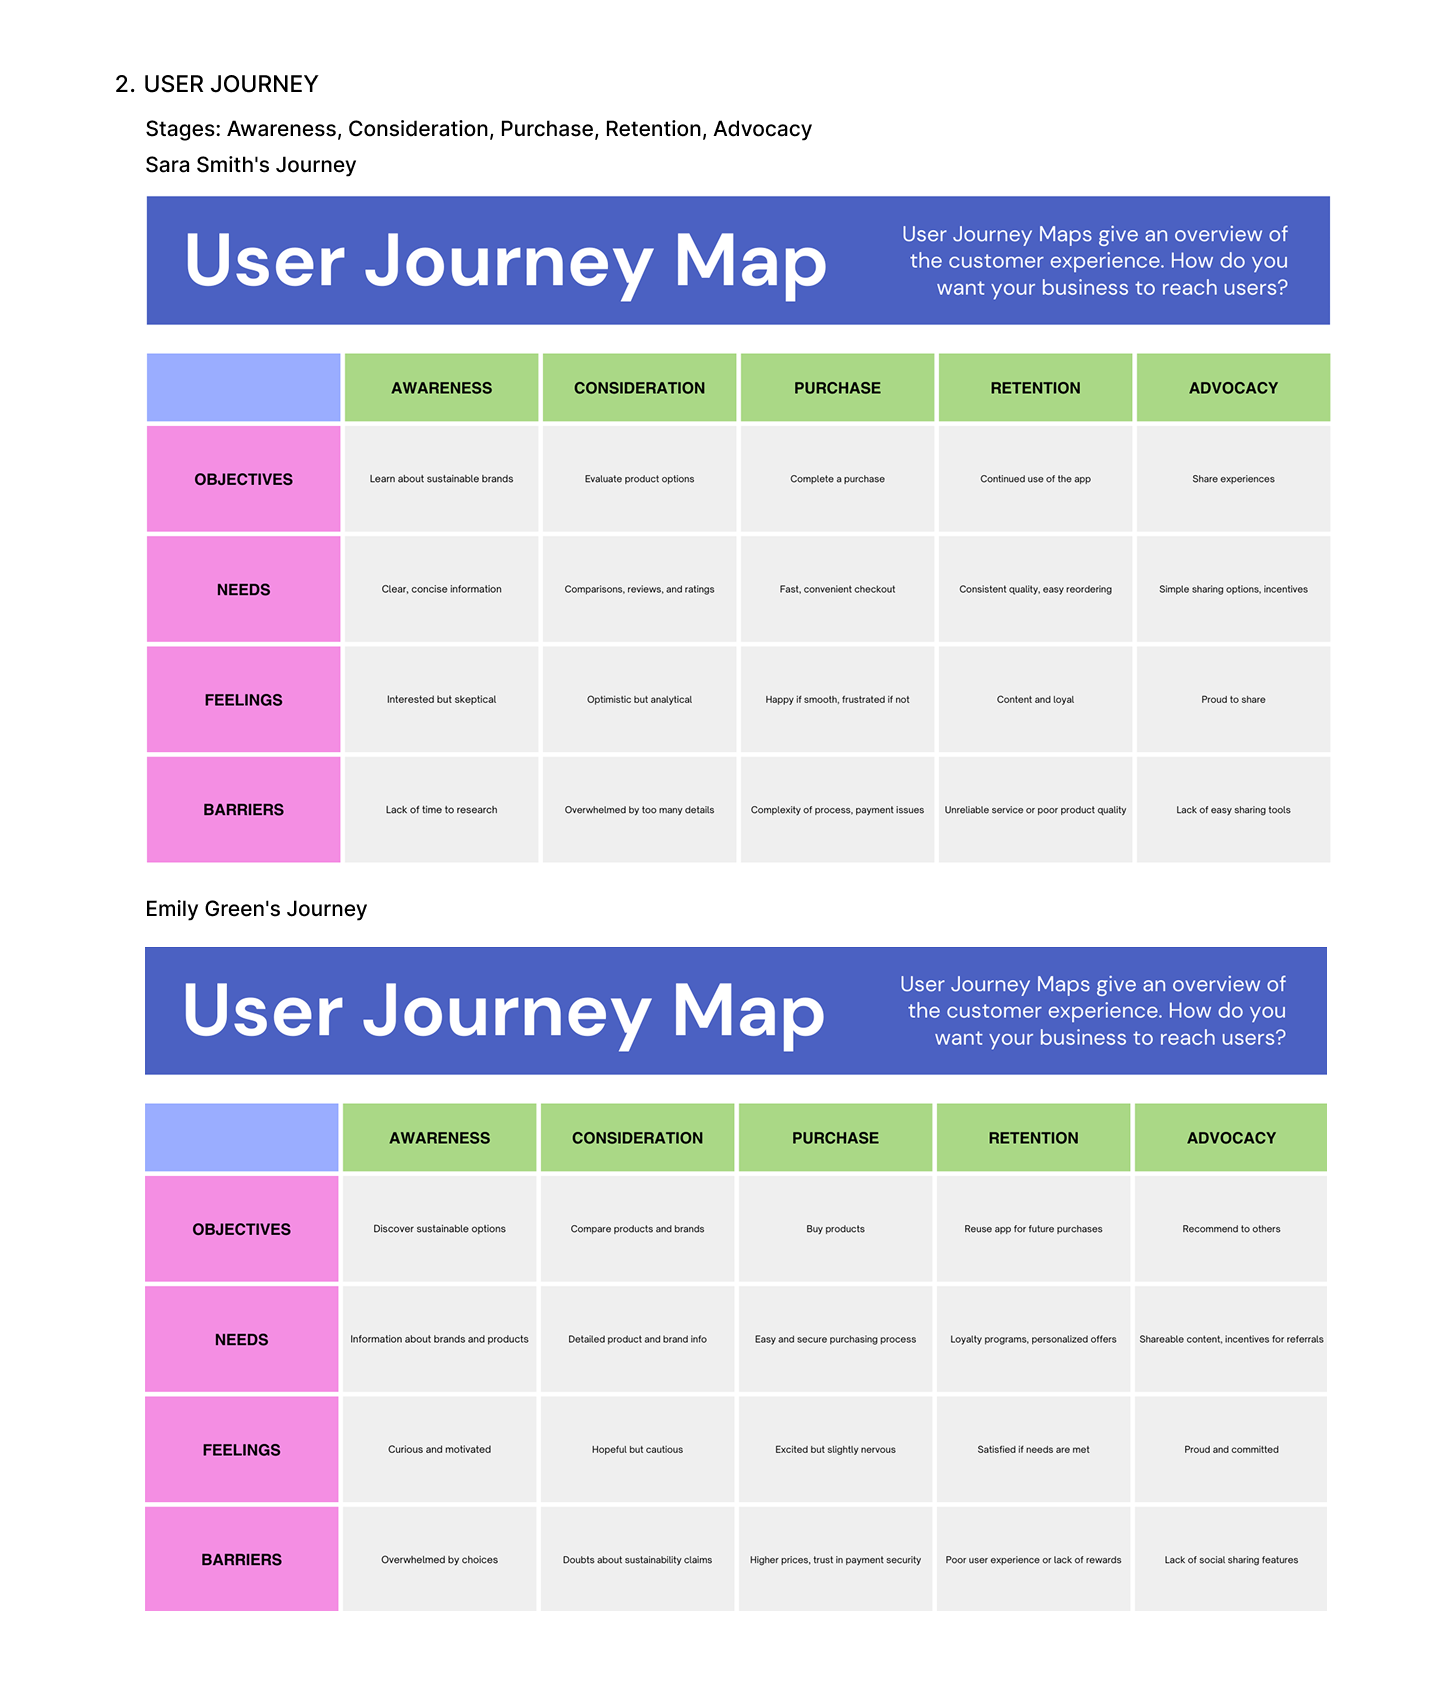 2. USER JOURNEY
Stages: Awareness, Consideration, Purchase, Retention, Advocacy
Sara Smith's Journey
User Journey Map
User Journey Maps give an overview of
the customer experience. How do you
want your business to reach users?
AWARENESS CONSIDERATION PURCHASE RETENTION ADVOCACY
OBJECTIVES Learn about sustainable brands Evaluate product options Complete a purchase Continued use of the app Share experiences
NEEDS Clear, concise information Comparisons, reviews, and ratings Fast, convenient checkout Consistent quality, easy reordering Simple sharing options, incentives
FEELINGS Interested but skeptical Optimistic but analytical Happy if smooth, frustrated if not Content and loyal Proud to share
BARRIERS Lack of time to research Overwhelmed by too many details Complexity of process, payment issues Unreliable service or poor product quality Lack of easy sharing tools
Emily Green's Journey
User Journey Map
User Journey Maps give an overview of
the customer experience. How do you
want your business to reach users?
AWARENESS CONSIDERATION PURCHASE RETENTION ADVOCACY
OBJECTIVES Discover sustainable options Compare products and brands Buy products Reuse app for future purchases Recommend to others
NEEDS Information about brands and products Detailed product and brand info Easy and secure purchasing process Loyalty programs, personalized offers Shareable content, incentives for referrals
FEELINGS Curious and motivated Hopeful but cautious Excited but slightly nervous Satisfied if needs are met Proud and committed
BARRIERS Overwhelmed by choices Doubts about sustainability claims Higher prices, trust in payment security Poor user experience or lack of rewards Lack of social sharing features